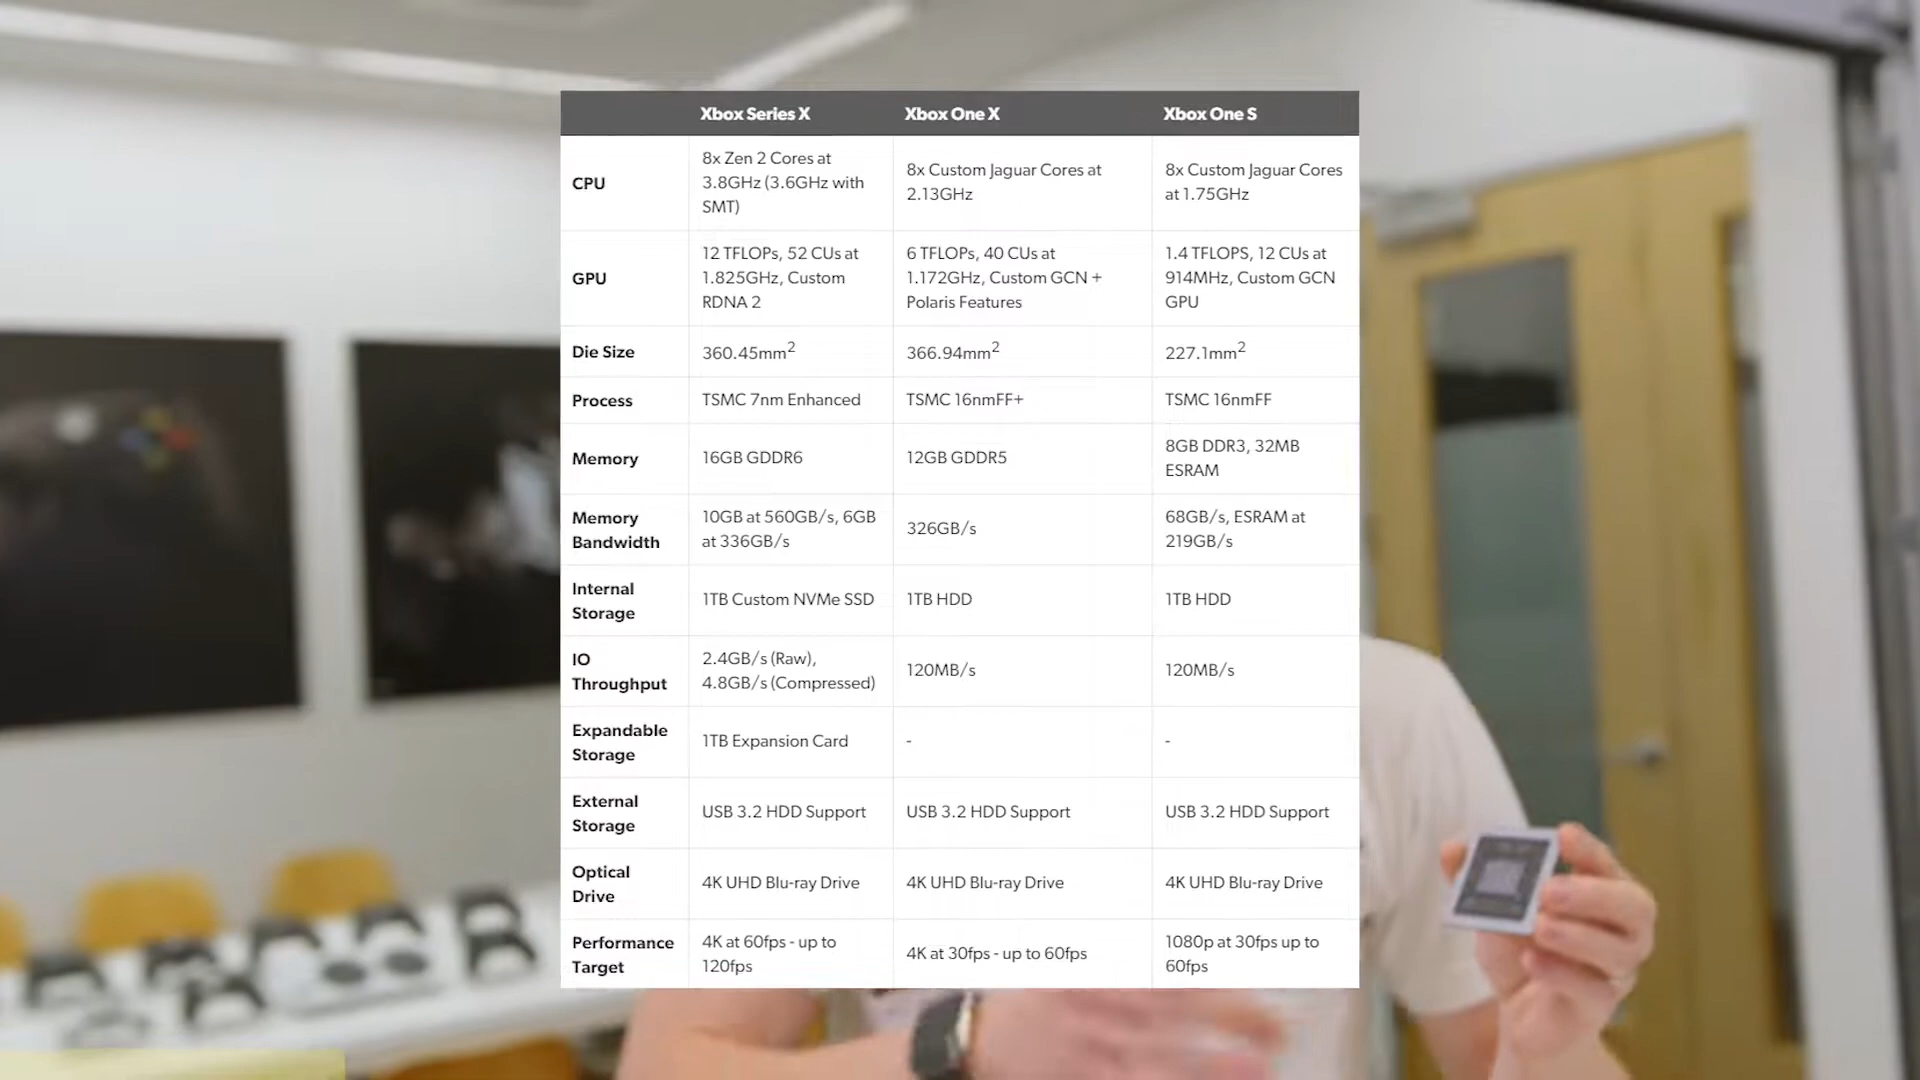 Xbox Series X Xbox One X Xbox One S
CPU
8x Zen 2 Cores at
3.8GHz (3.6GHz with
SMT)
8x Custom Jaguar Cores at
2.13GHz
8x Custom Jaguar Cores
at 1.75GHz
GPU
12 TFLOPs, 52 CUs at
1.825GHz, Custom
RDNA 2
6 TFLOPs, 40 CUs at
1.172GHz, Custom GCN +
Polaris Features
1.4 TFLOPS, 12 CUs at
914MHz, Custom GCN
GPU
Die Size
360.45mm²
366.94mm²
227.1mm²
Process
TSMC 7nm Enhanced
TSMC 16nmFF+
TSMC 16nmFF
Memory
16GB GDDR6
12GB GDDR5
8GB DDR3, 32MB
ESRAM
Memory
Bandwidth
10GB at 560GB/s, 6GB
at 336GB/s
326GB/s
68GB/s, ESRAM at
219GB/s
Internal
Storage
1TB Custom NVMe SSD
1TB HDD
1TB HDD
IO
Throughput
2.4GB/s (Raw),
4.8GB/s (Compressed)
120MB/s
120MB/s
Expandable
Storage
1TB Expansion Card
-
-
External
Storage
USB 3.2 HDD Support
USB 3.2 HDD Support
USB 3.2 HDD Support
Optical
Drive
4K UHD Blu-ray Drive
4K UHD Blu-ray Drive
4K UHD Blu-ray Drive
Performance
Target
4K at 60fps - up to
120fps
4K at 30fps - up to 60fps
1080p at 30fps up to
60fps